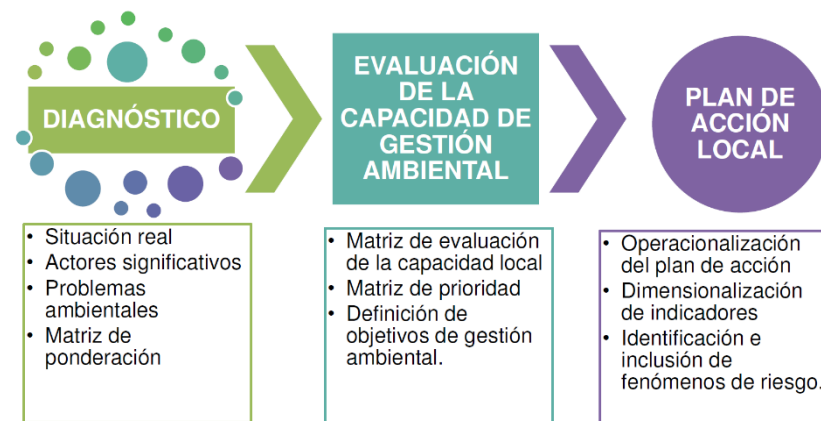 DIAGNÓSTICO
• Situación real
• Actores significativos
• Problemas
ambientales
• Matriz de
ponderación
EVALUACIÓN
DE LA
CAPACIDAD DE
GESTIÓN
AMBIENTAL
• Matriz de evaluación
de la capacidad local
• Matriz de prioridad
• Definición de
objetivos de gestión
ambiental.
PLAN DE
ACCIÓN
LOCAL
• Operacionalización
del plan de acción
• Dimensionalización
de indicadores
• Identificación e
inclusión de
fenómenos de riesgo.